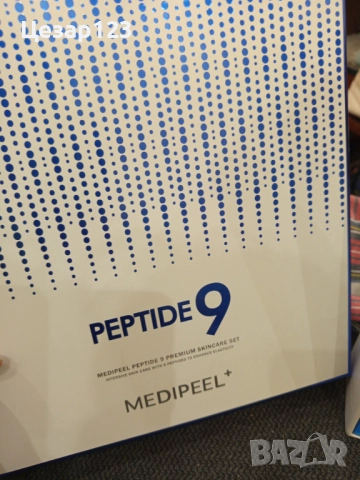 Цезар123
PEPTIDE 9
MEDIPEEL PEPTIDE 9 PREMIUM SKINCARE SET
INTENSIVE SKIN CARE WITH 9 PEPTIDES TO ENHANCE ELASTICITY
MEDIPEEL+
BAZAR